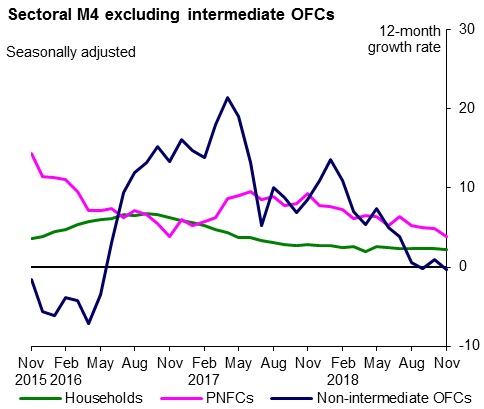 Sectoral M4 excluding intermediate OFCs
Seasonally adjusted
12-month
growth rate
30
20
10
0
-10
Nov Feb May Aug Nov Feb May Aug Nov Feb May Aug Nov
2015 2016 2017 2018
Households PNFCs Non-intermediate OFCs